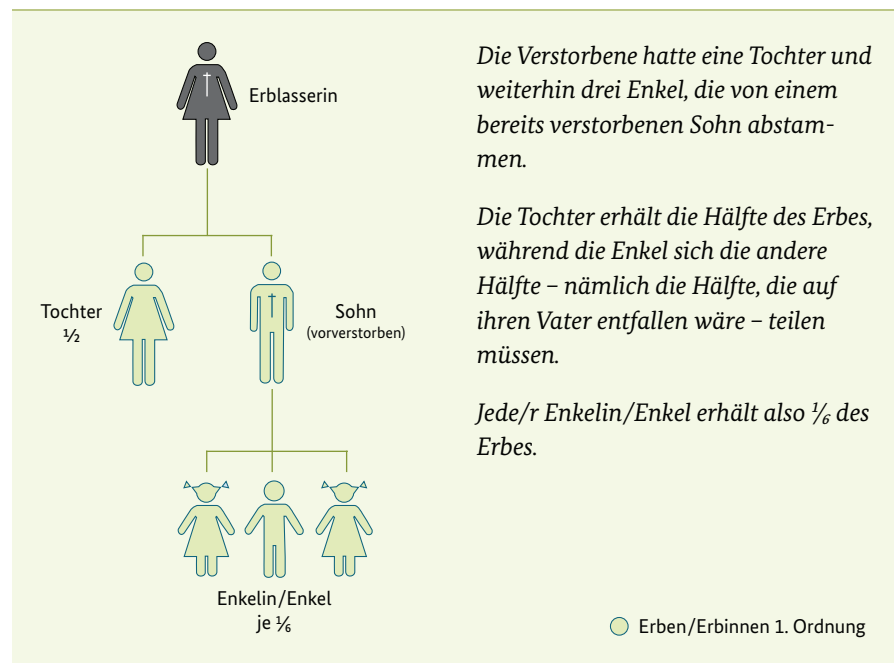 Erblasserin
Tochter
½
Sohn
(vorverstorben)
Enkelin/Enkel
je ⅙
Die Verstorbene hatte eine Tochter und
weiterhin drei Enkel, die von einem
bereits verstorbenen Sohn abstam-
men.
Die Tochter erhält die Hälfte des Erbes,
während die Enkel sich die andere
Hälfte – nämlich die Hälfte, die auf
ihren Vater entfallen wäre – teilen
müssen.
Jede/r Enkelin/Enkel erhält also ⅙ des
Erbes.
Erben/Erbinnen 1. Ordnung